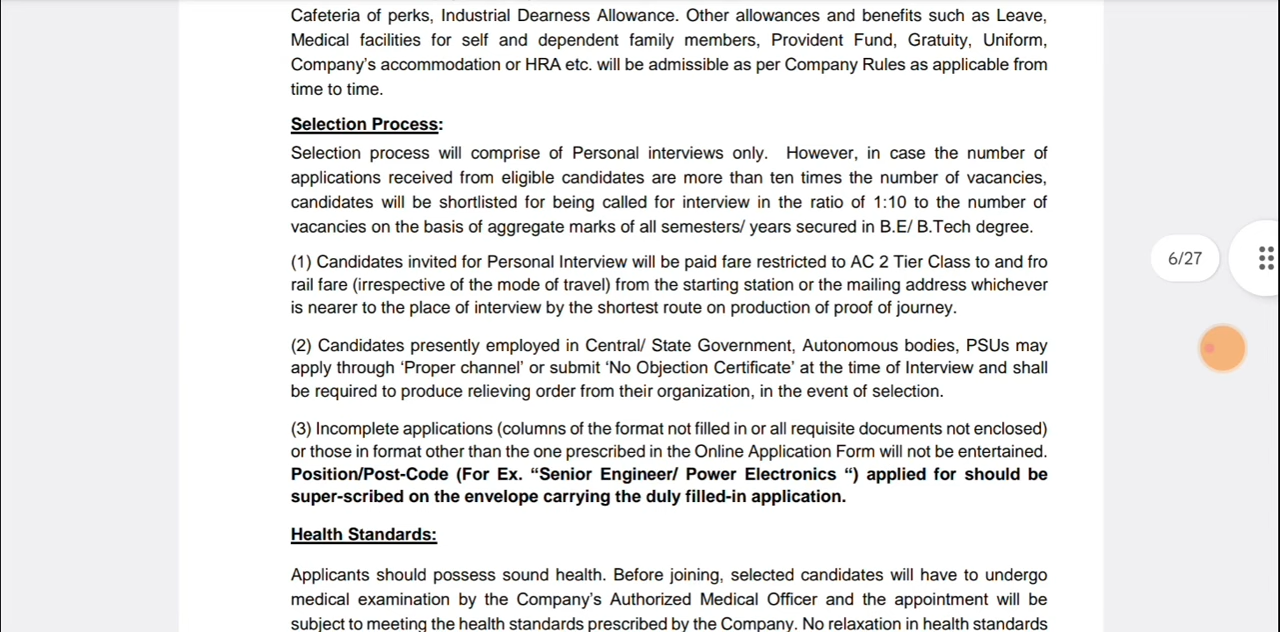 Cafeteria of perks, Industrial Dearness Allowance. Other allowances and benefits such as Leave,
Medical facilities for self and dependent family members, Provident Fund, Gratuity, Uniform,
Company's accommodation or HRA etc. will be admissible as per Company Rules as applicable from
time to time.
Selection Process:
Selection process will comprise of Personal interviews only. However, in case the number of
applications received from eligible candidates are more than ten times the number of vacancies,
candidates will be shortlisted for being called for interview in the ratio of 1:10 to the number of
vacancies on the basis of aggregate marks of all semesters/ years secured in B.E/ B.Tech degree.
(1) Candidates invited for Personal Interview will be paid fare restricted to AC 2 Tier Class to and fro
rail fare (irrespective of the mode of travel) from the starting station or the mailing address whichever
is nearer to the place of interview by the shortest route on production of proof of journey.
6/27
(2) Candidates presently employed in Central/ State Government, Autonomous bodies, PSUs may
apply through ‘Proper channel’ or submit ‘No Objection Certificate’ at the time of Interview and shall
be required to produce relieving order from their organization, in the event of selection.
(3) Incomplete applications (columns of the format not filled in or all requisite documents not enclosed)
or those in format other than the one prescribed in the Online Application Form will not be entertained.
Position/Post-Code (For Ex. “Senior Engineer/ Power Electronics “) applied for should be
super-scribed on the envelope carrying the duly filled-in application.
Health Standards:
Applicants should possess sound health. Before joining, selected candidates will have to undergo
medical examination by the Company's Authorized Medical Officer and the appointment will be
subject to meeting the health standards prescribed by the Company. No relaxation in health standards